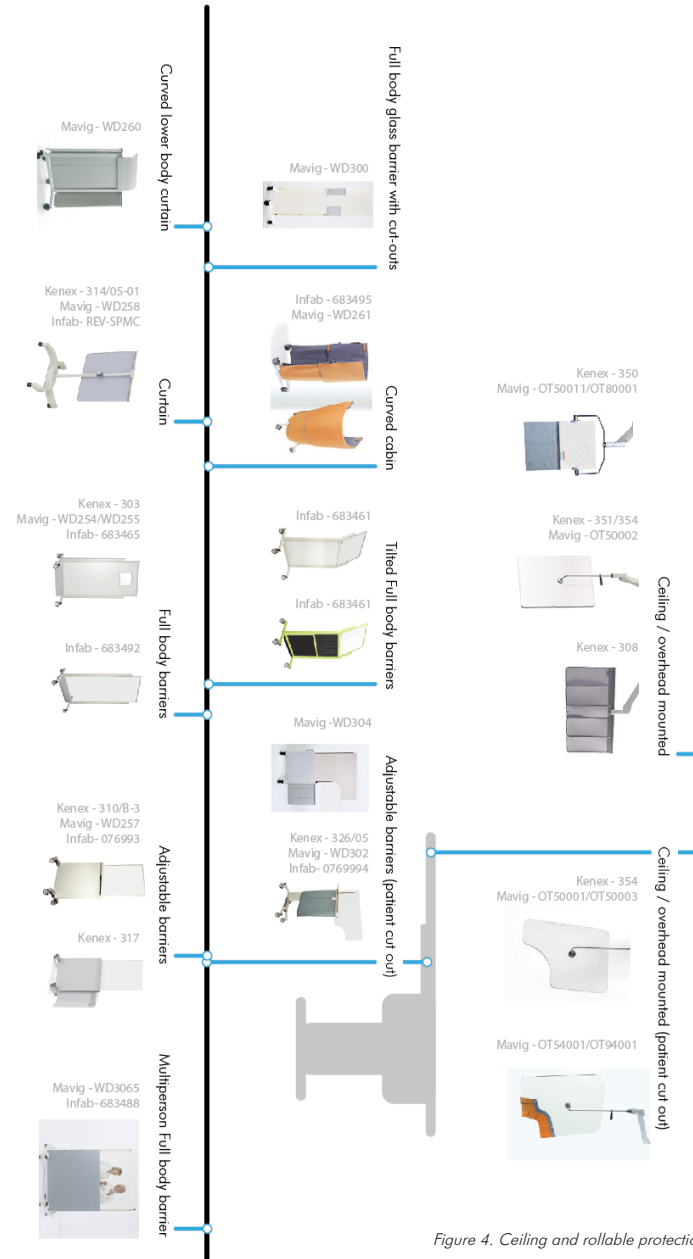 Curved lower body curtain
Mavig - WD260
Full body glass barrier with cut-outs
Mavig - WD300
Kenex - 314/05-01
Mavig - WD258
Infab- REV-SPMC
Curtain
Infab - 683495
Mavig - WD261
Curved cabin
Kenex - 350
Mavig - OT50011/OT80001
Kenex - 303
Mavig - WD254/WD255
Infab- 683465
Infab - 683492
Full body barriers
Infab - 683461
Infab - 683461
Tilted Full body barriers
Kenex - 351/354
Mavig - OT50002
Kenex - 308
Ceiling / overhead mounted
Kenex - 310/B-3
Mavig - WD257
Infab- 076993
Kenex - 317
Adjustable barriers
Mavig -WD304
Kenex - 326/05
Mavig - WD302
Infab- 0769994
Adjustable barriers (patient cut out)
Kenex - 354
Mavig - OT50001/OT50003
Mavig - OT54001/OT94001
Ceiling / overhead mounted (patient cut out)
Mavig - WD3065
Infab- 683488
Multiperson Full body barrier
Figure 4. Ceiling and rollable protectio